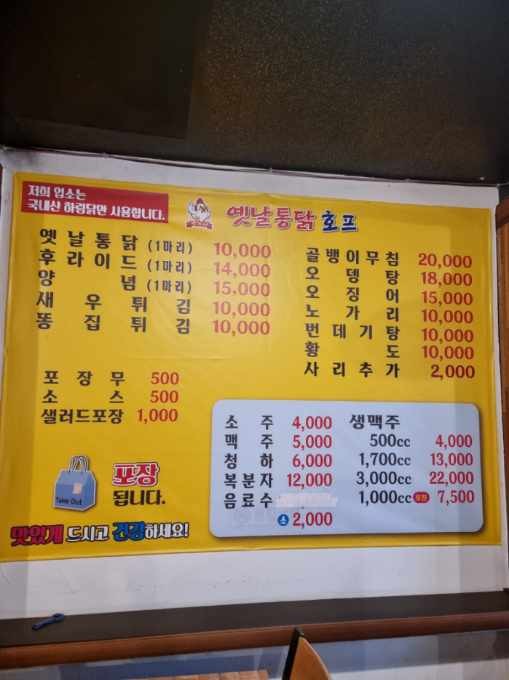 저희 업소는
국내산 하림닭만 사용합니다.
옛날통닭 호프
옛날통닭 (1마리) 10,000
후라이드 (1마리) 14,000
양념 (1마리) 15.000
새우튀김 10,000
똥집튀김 10,000
골뱅이무침 20,000
오뎅탕 18,000
오징어 15,000
노가리 10,000
번데기탕 10,000
황도 10,000
사리추가 2,000
포장무 500
소스 500
샐러드포장 1,000
소주 4,000
맥주 5,000
청하 6,000
복분자 12,000
음료수
2,000
생맥주
500cc 4,000
1,700cc 13,000
3,000cc 22,000
1,000cc 7,500
Take Out
포장
됩니다.
맛있게 드시고 건강하세요!